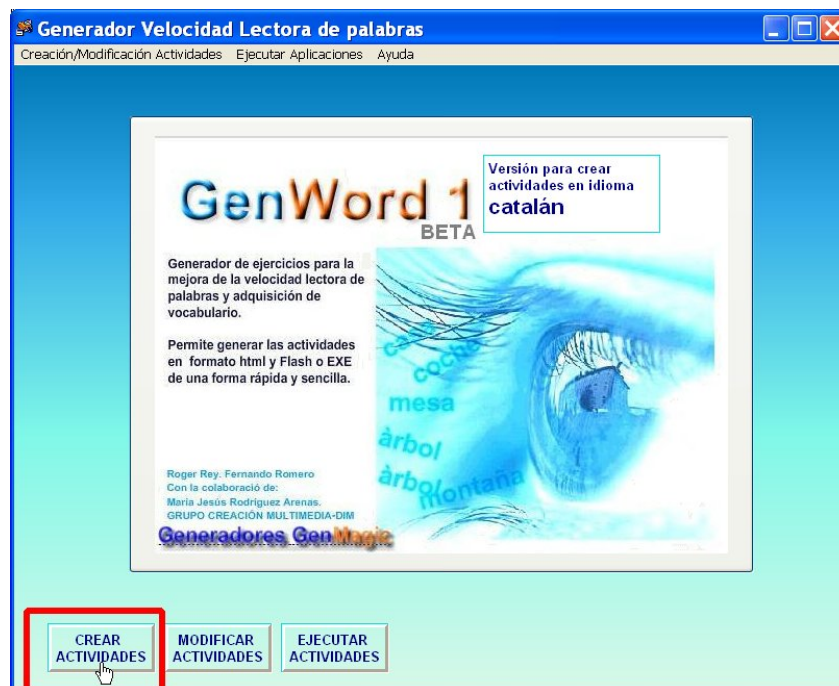 Generador Velocidad Lectora de palabras
Creación/Modificación Actividades Ejecutar Aplicaciones Ayuda
GenWord 1
BETA
Versión para crear
actividades en idioma
catalán
Generador de ejercicios para la
mejora de la velocidad lectora de
palabras y adquisición de
vocabulario.
Permite generar las actividades
en formato html y Flash o EXE
de una forma rápida y sencilla.
casa
coche
mesa
àrbol
àrbol
montaña
Roger Rey. Fernando Romero
Con la colaboració de:
María Jesús Rodríguez Arenas.
GRUPO CREACIÓN MULTIMEDIA-DIM
Generadores GenMagic
CREAR
ACTIVIDADES
MODIFICAR
ACTIVIDADES
EJECUTAR
ACTIVIDADES